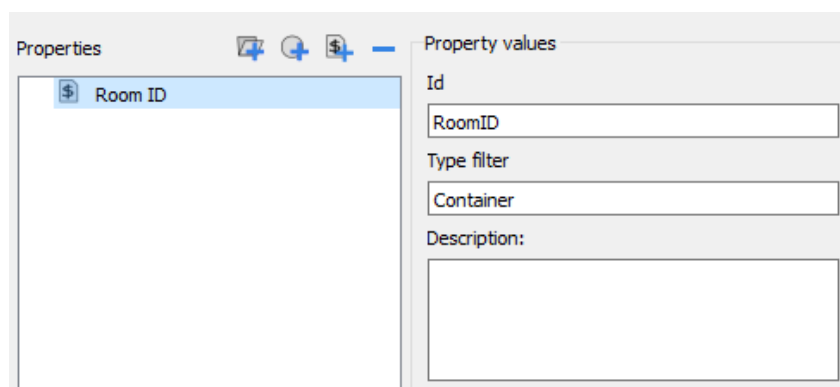 Properties
Room ID
Property values
Id
RoomID
Type filter
Container
Description: